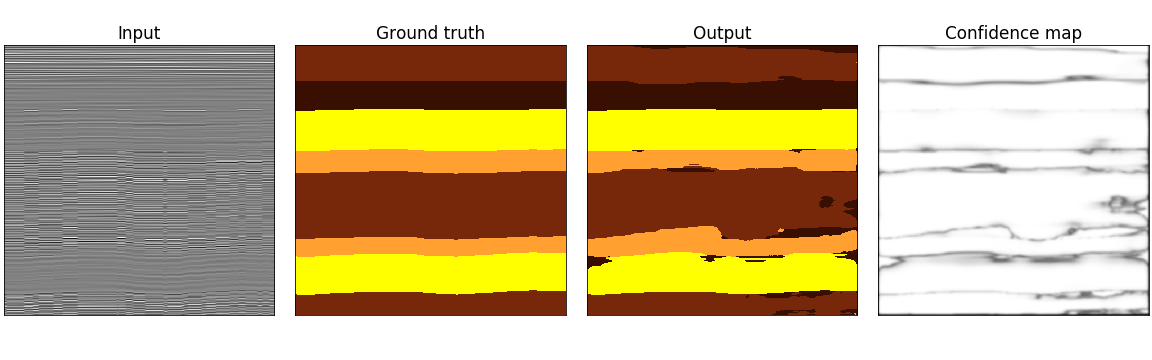 Input
Ground truth
Output
Confidence map